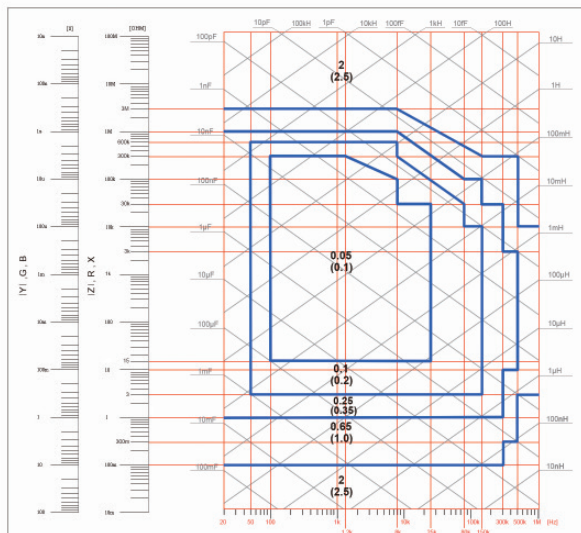 10pF 100kH 1pF 10kH 100fF 1kH 10fF 100H
[S] [OHM]
100pF 10H
1nF 1H
10nF 100mH
100nF 10mH
1µF 1mH
10µF 100µH
100µF 10µH
1mF 1µH
10mF 100nH
100mF 10nH
|Y|, G, B
|Z|, R, X
100M
10M
3M
1M
600k
300k
100k
30k
10k
3k
1k
100
15
10
3
1
300m
100m
10m
1m
10m
1
10
100
2
(2.5)
0.05
(0.1)
0.1
(0.2)
0.25
(0.35)
0.65
(1.0)
2
(2.5)
20 50 100 1k 10k 100k 300k 500k 1M
25k 150k [Hz]